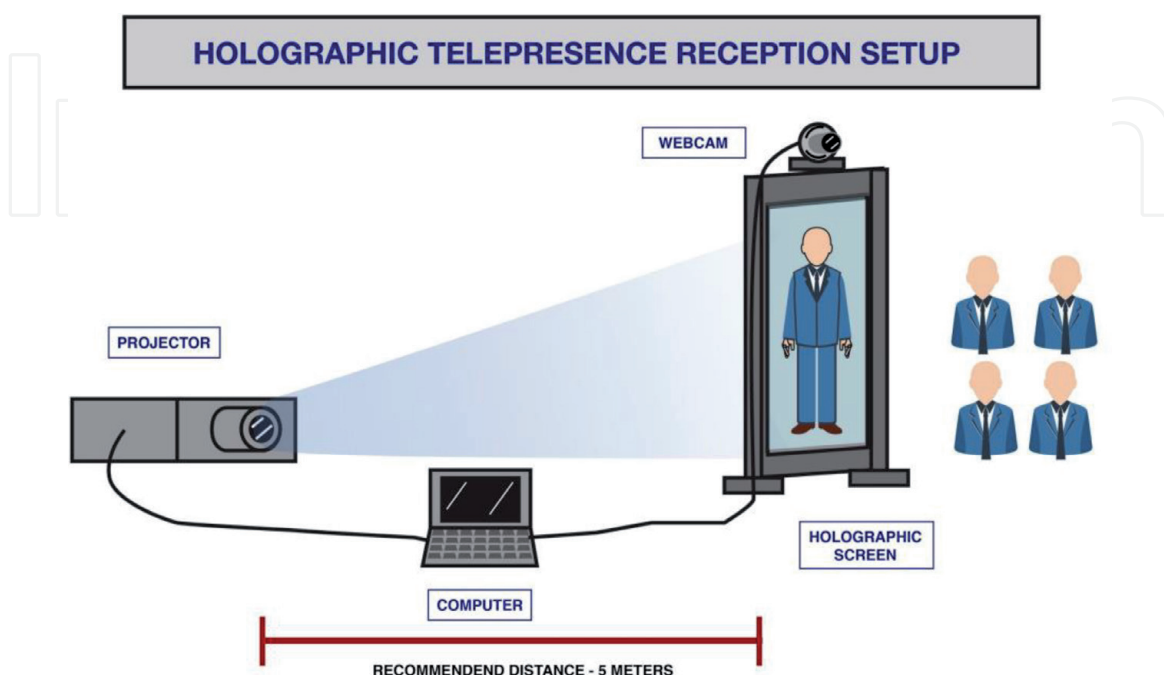 HOLOGRAPHIC TELEPRESENCE RECEPTION SETUP
WEBCAM
PROJECTOR
HOLOGRAPHIC
SCREEN
COMPUTER
RECOMMENDEND DISTANCE - 5 METERS